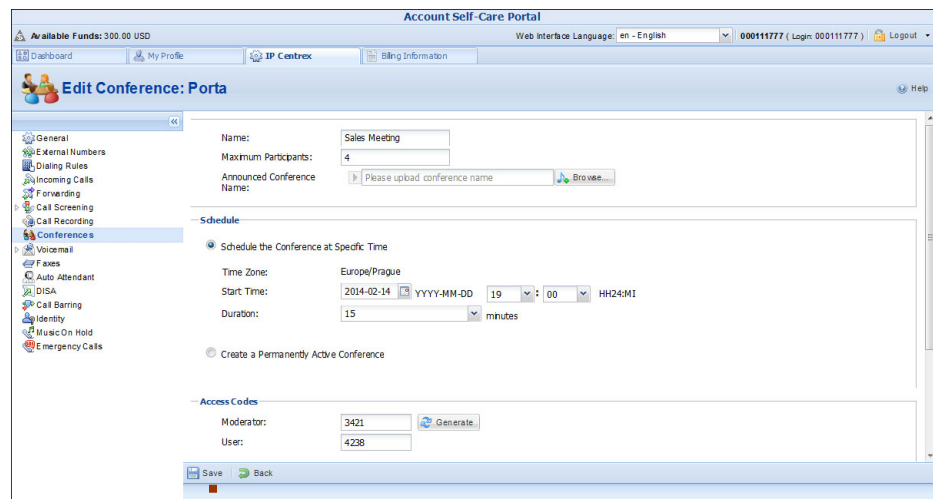 Account Self-Care Portal
Available Funds: 300.00 USD
Web Interface Language: en - English
000111777 ( Login: 000111777 )
Logout
Dashboard
My Profile
IP Centrex
Biling Information
Edit Conference: Porta
Help
General
External Numbers
Dialing Rules
Incoming Calls
Forwarding
Call Screening
Call Recording
Conferences
Voicemail
Faxes
Auto Attendant
DISA
Call Barring
Identity
Music On Hold
Emergency Calls
Name: Sales Meeting
Maximum Participants: 4
Announced Conference
Name:
Please upload conference name
Browse...
Schedule
Schedule the Conference at Specific Time
Time Zone: Europe/Prague
Start Time: 2014-02-14 YYYY-MM-DD 19 : 00 HH24:MI
Duration: 15 minutes
Create a Permanently Active Conference
Access Codes
Moderator: 3421 Generate
User: 4238
Save Back